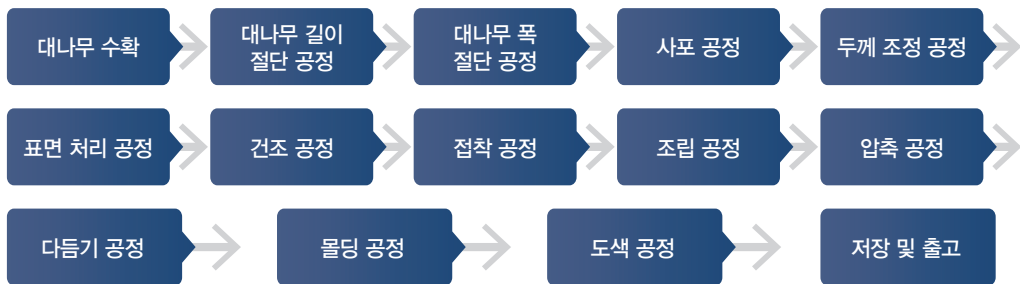 대나무 수확
대나무 길이
절단 공정
대나무 폭
절단 공정
사포 공정
두께 조정 공정
표면 처리 공정
건조 공정
접착 공정
조립 공정
압축 공정
다듬기 공정
몰딩 공정
도색 공정
저장 및 출고